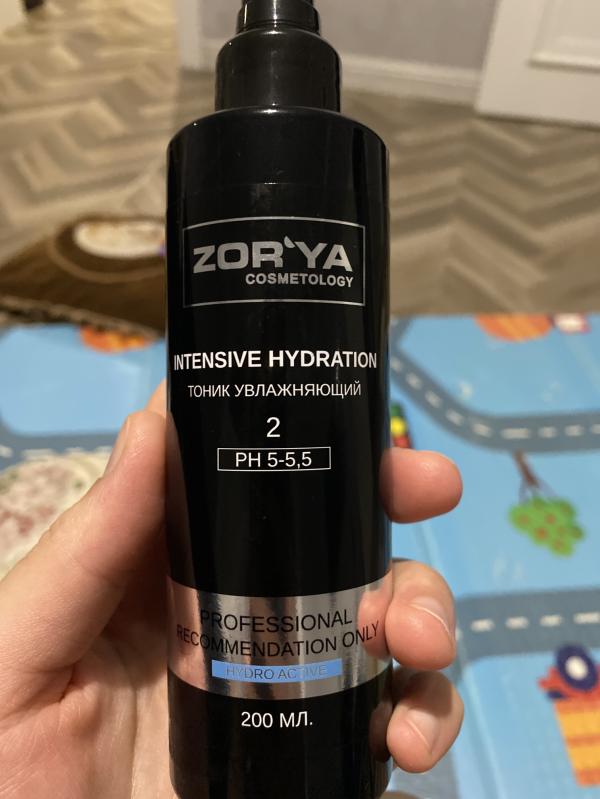 ZOR'YA
COSMETOLOGY
INTENSIVE HYDRATION
ТОНИК УВЛАЖНЯЮЩИЙ
2
PH 5-5,5
PROFESSIONAL
RECOMMENDATION ONLY
HYDRO ACTIVE
200 МЛ.